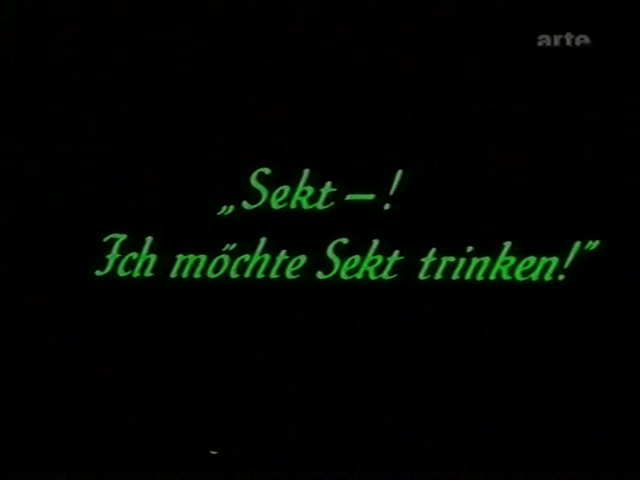 arte
„Sekt –!
Ich möchte Sekt trinken!”